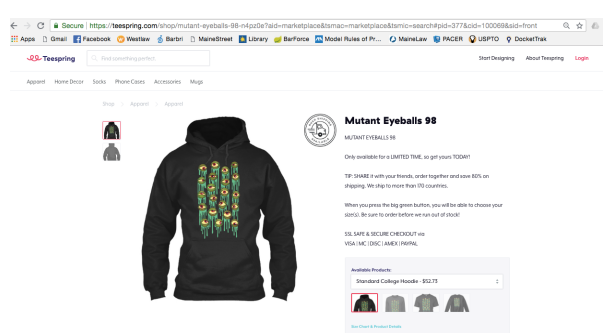 Secure | https://teespring.com/shop/mutant-eyeballs-98-n4pz0e?aid=marketplace&tsmac=marketplace&tsmic=search#pid=377&cid=100069&sid=front
Apps Gmail Facebook Westlaw Barbri MaineStreet Library BarForce Model Rules of Pr... MaineLaw PACER USPTO DocketTrak
Teespring
Find something perfect
Start Designing About Teespring Login
Apparel Home Decor Socks Phone Cases Accessories Mugs
Shop | Apparel | Apparel
Mutant Eyeballs 98
MUTANT EYEBALLS 98
Only available for a LIMITED TIME, so get yours TODAY!
TIP: SHARE it with your friends, order together and save 80% on
shipping. We ship to more than 170 countries.
When you press the big green button, you will be able to choose your
size(s). Be sure to order before we run out of stock!
SSL SAFE & SECURE CHECKOUT via
VISA | MC | DISC | AMEX | PAYPAL
Available Products:
Standard College Hoodie - $52.73
Size Chart & Product Details